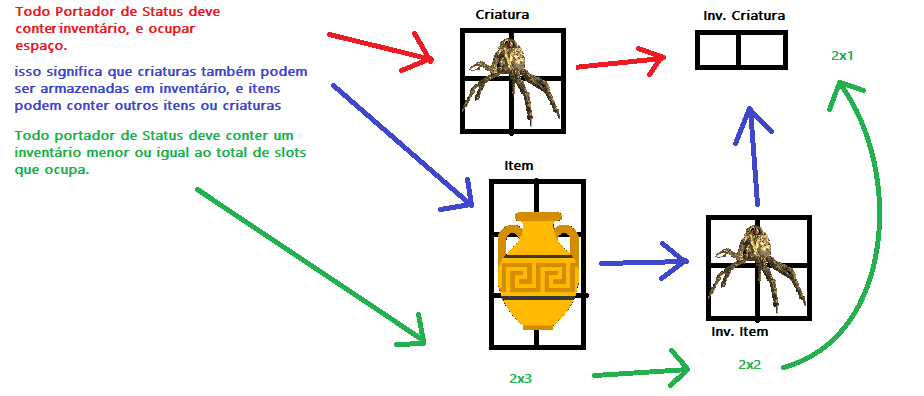 Todo Portador de Status deve
conterinventário, e ocupar
espaço.
isso significa que criaturas também podem
ser armazenadas em inventário, e itens
podem conter outros itens ou criaturas
Todo portador de Status deve conter um
inventário menor ou igual ao total de slots
que ocupa.
Criatura
Inv. Criatura
2x1
Item
Inv. Item
2x3
2x2